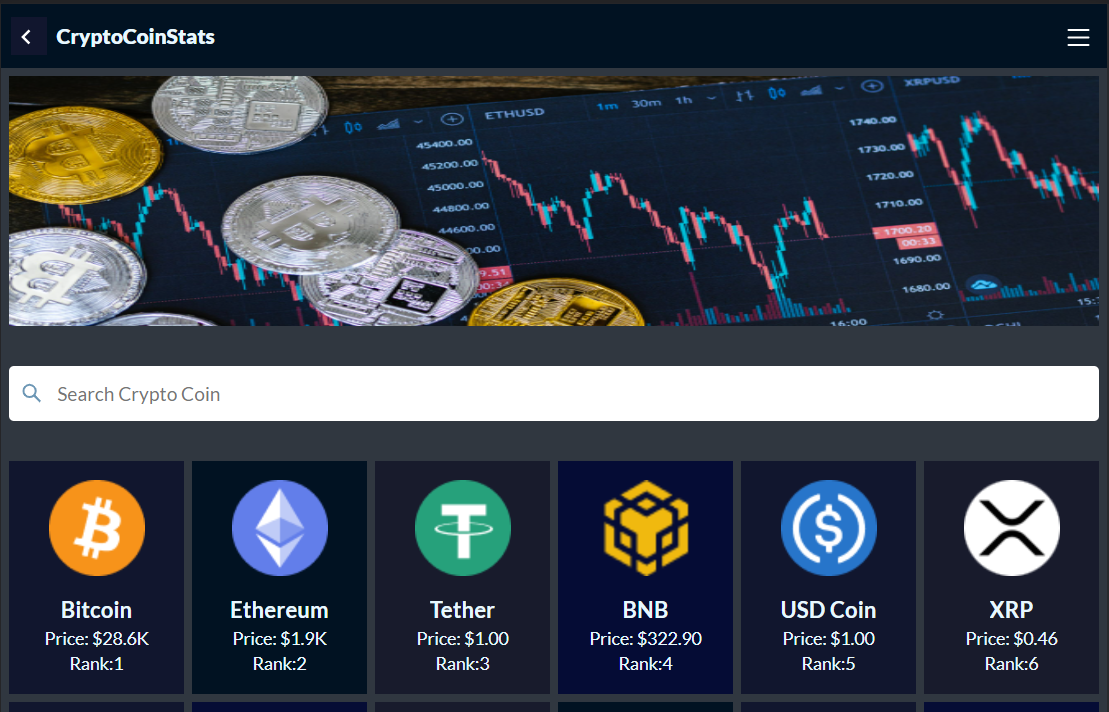 CryptoCoinStats
ETHUSD
1m 30m 1h
XRPUSD
45400.00
45200.00
45000.00
44800.00
44600.00
1740.00
1730.00
1720.00
1710.00
1700.20
00:33
1690.00
1680.00
16:00
Search Crypto Coin
Bitcoin
Price: $28.6K
Rank:1
Ethereum
Price: $1.9K
Rank:2
Tether
Price: $1.00
Rank:3
BNB
Price: $322.90
Rank:4
USD Coin
Price: $1.00
Rank:5
XRP
Price: $0.46
Rank:6